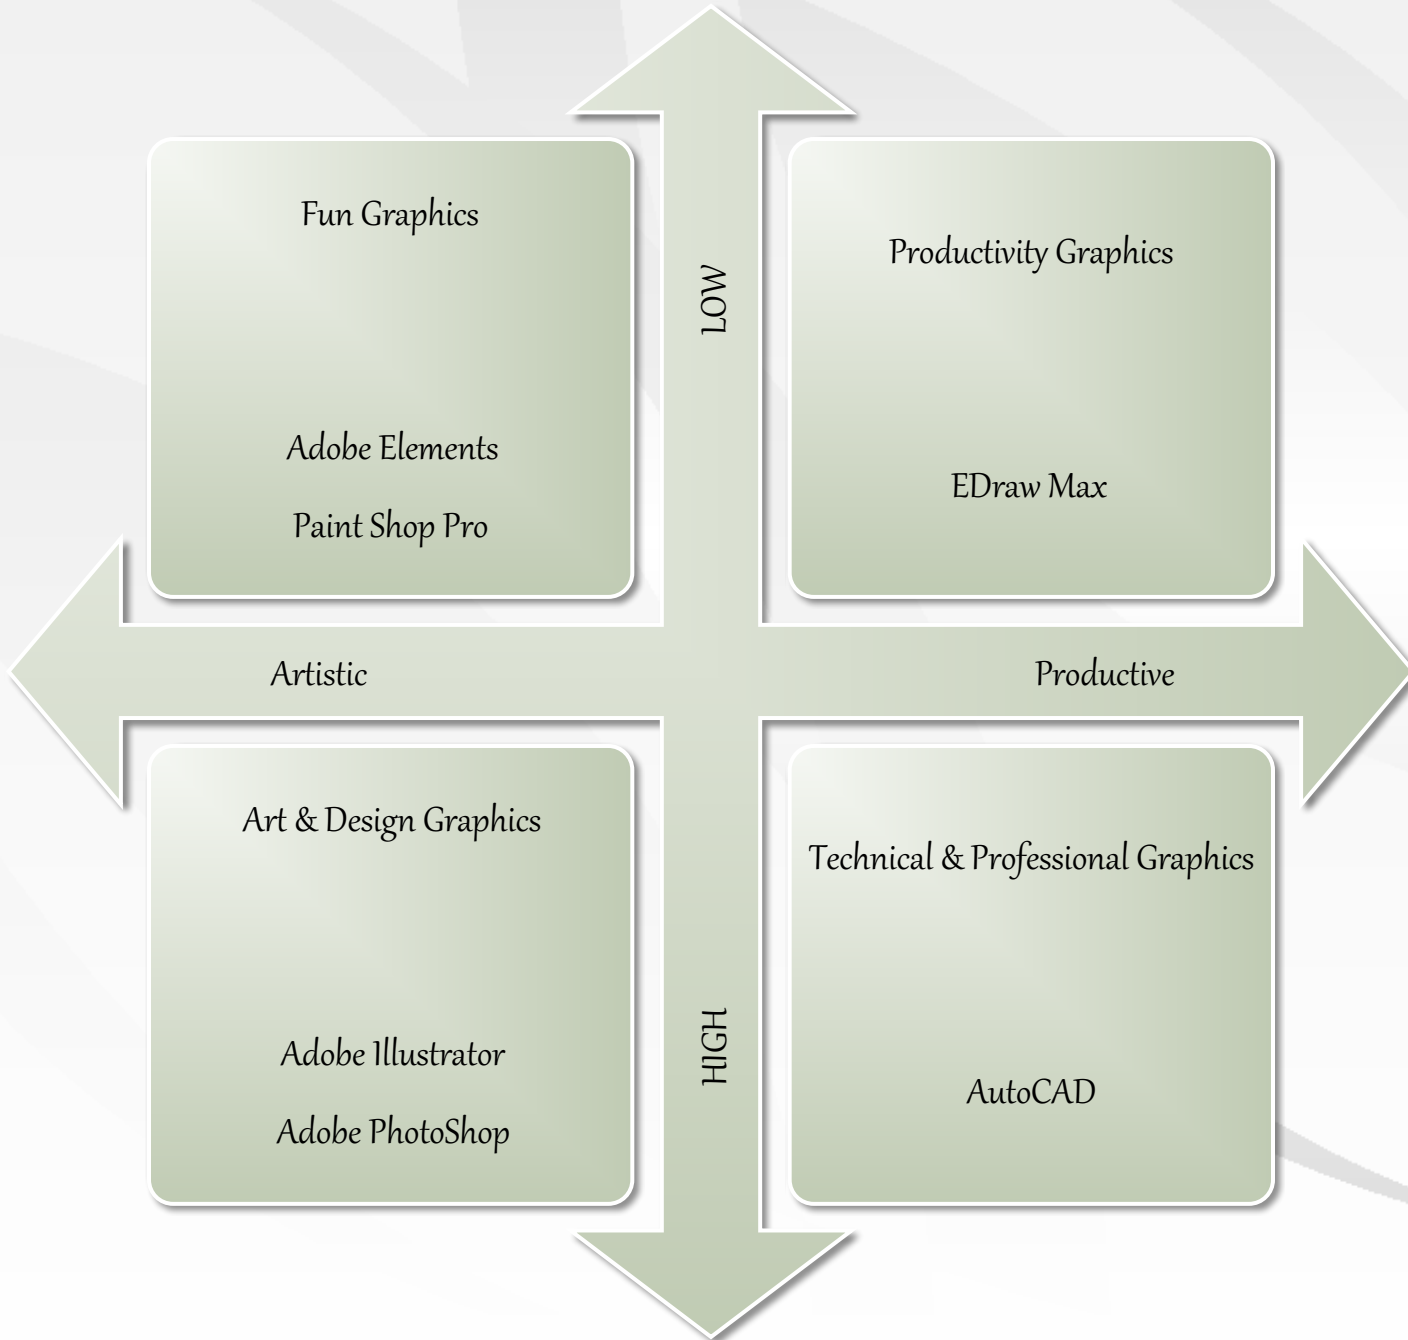 Fun Graphics
Adobe Elements
Paint Shop Pro
LOW
Productivity Graphics
EDraw Max
Artistic
Productive
Art & Design Graphics
Adobe Illustrator
Adobe PhotoShop
HIGH
Technical & Professional Graphics
AutoCAD